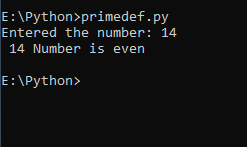 E:\Python>primedef.py
Entered the number: 14
 14 Number is even
E:\Python>